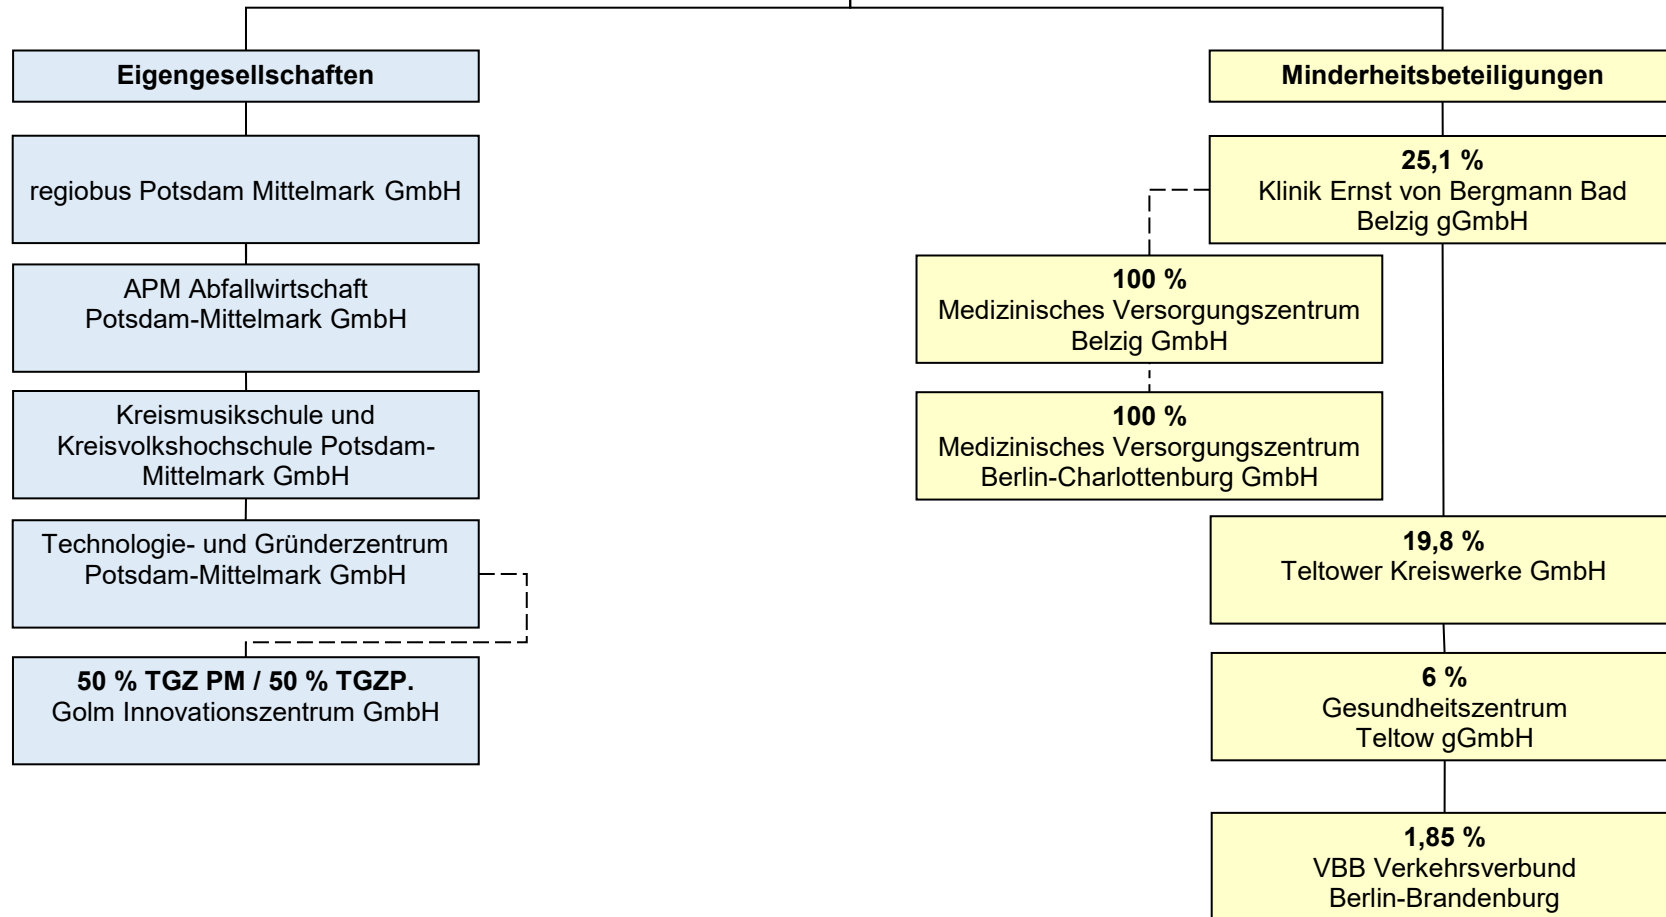 Eigengesellschaften
regiobus Potsdam Mittelmark GmbH
APM Abfallwirtschaft
Potsdam-Mittelmark GmbH
Kreismusikschule und
Kreisvolkshochschule Potsdam-
Mittelmark GmbH
Technologie- und Gründerzentrum
Potsdam-Mittelmark GmbH
50 % TGZ PM / 50 % TGZP.
Golm Innovationszentrum GmbH
Minderheitsbeteiligungen
25,1 %
Klinik Ernst von Bergmann Bad
Belzig gGmbH
100 %
Medizinisches Versorgungszentrum
Belzig GmbH
100 %
Medizinisches Versorgungszentrum
Berlin-Charlottenburg GmbH
19,8 %
Teltower Kreiswerke GmbH
6 %
Gesundheitszentrum
Teltow gGmbH
1,85 %
VBB Verkehrsverbund
Berlin-Brandenburg